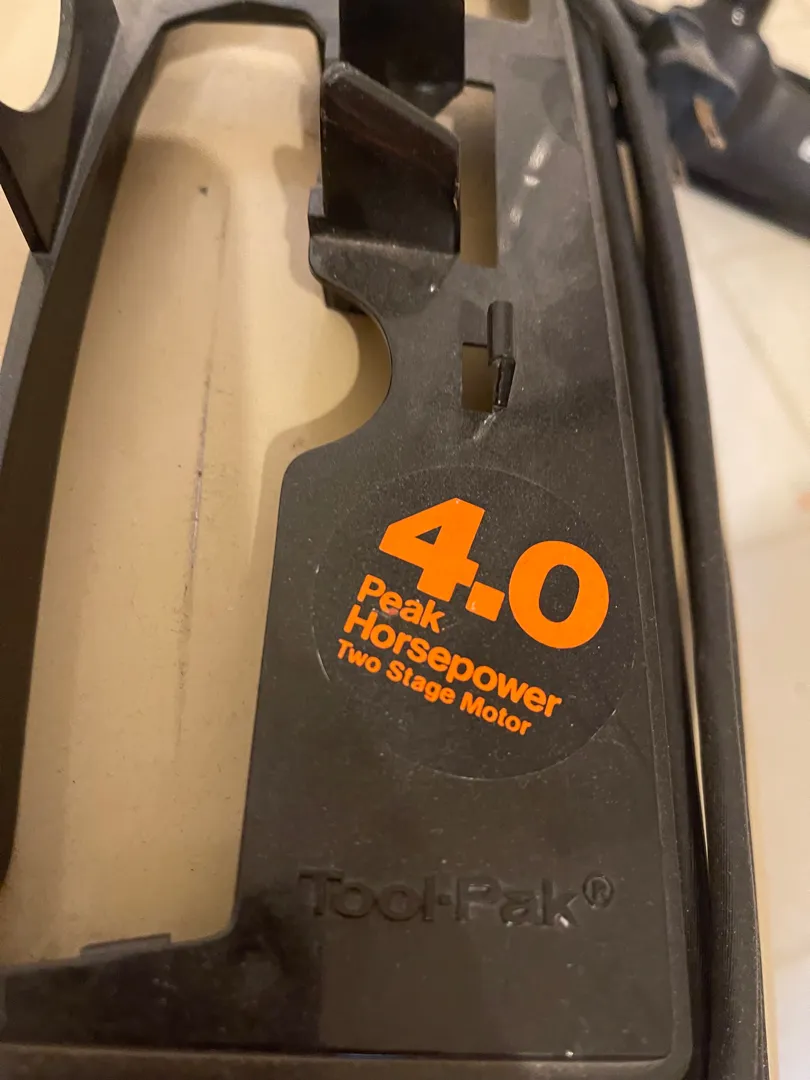 4.0
Peak
Horsepower
Two Stage Motor
Tool·Pak®